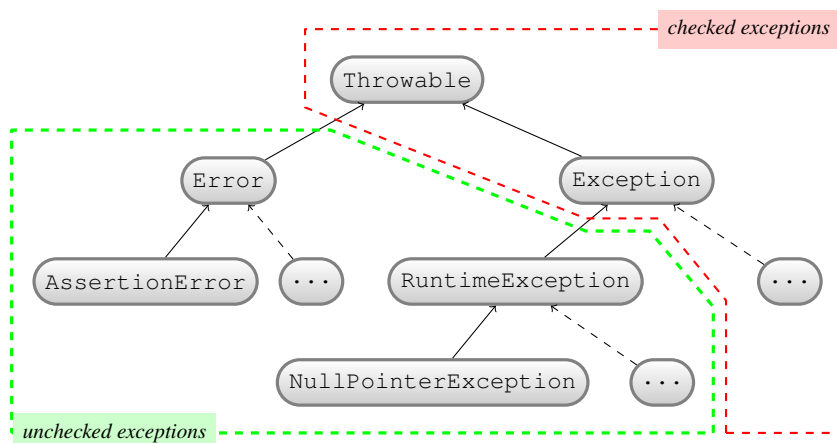 checked exceptions
Throwable
Error
Exception
AssertionError
...
RuntimeException
...
NullPointerException
...
unchecked exceptions